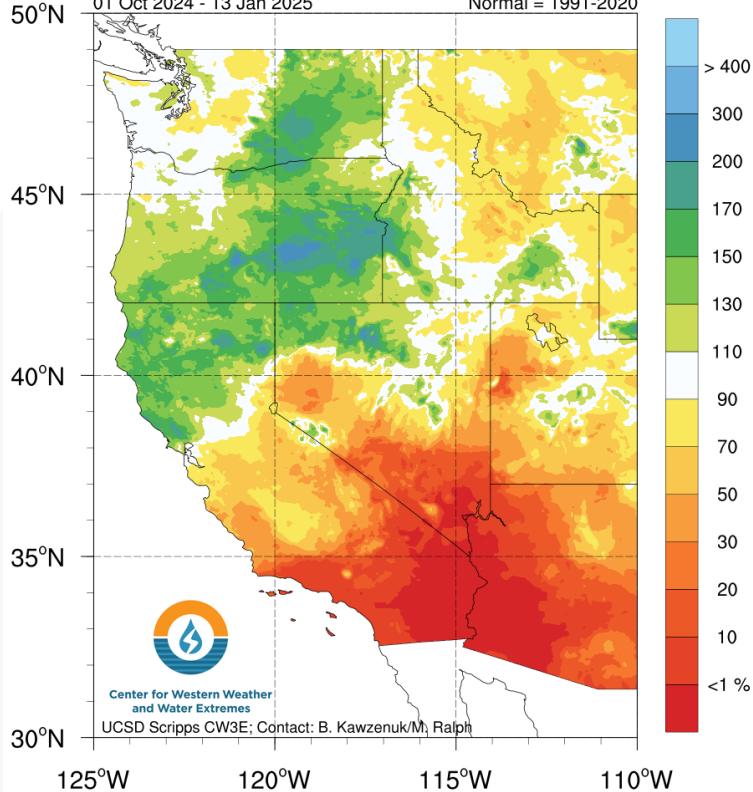 01 Oct 2024 - 13 Jan 2025 Normal = 1991-2020
50°N
45°N
40°N
35°N
30°N
125°W 120°W 115°W 110°W
> 400
300
200
170
150
130
110
90
70
50
30
20
10
<1 %
Center for Western Weather
and Water Extremes
UCSD Scripps CW3E; Contact: B. Kawzenuk/M. Ralph